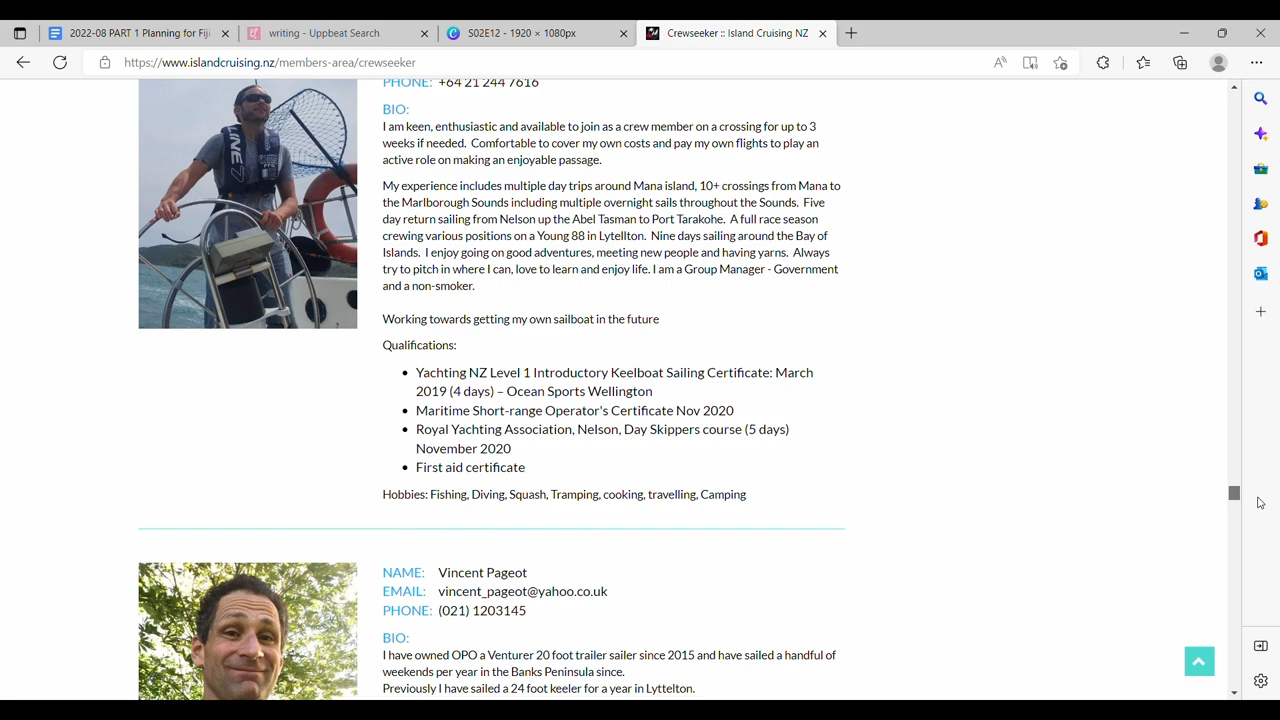 2022-08 PART 1 Planning for Fiji
writing - Uppbeat Search
S02E12 - 1920 × 1080px
Crewseeker :: Island Cruising NZ
https://www.islandcruising.nz/members-area/crewseeker
PHONE: +64 21 244 7616
BIO:
I am keen, enthusiastic and available to join as a crew member on a crossing for up to 3
weeks if needed. Comfortable to cover my own costs and pay my own flights to play an
active role on making an enjoyable passage.
My experience includes multiple day trips around Mana island, 10+ crossings from Mana to
the Marlborough Sounds including multiple overnight sails throughout the Sounds. Five
day return sailing from Nelson up the Abel Tasman to Port Tarakohe. A full race season
crewing various positions on a Young 88 in Lytellton. Nine days sailing around the Bay of
Islands. I enjoy going on good adventures, meeting new people and having yarns. Always
try to pitch in where I can, love to learn and enjoy life. I am a Group Manager - Government
and a non-smoker.
Working towards getting my own sailboat in the future
Qualifications:
• Yachting NZ Level 1 Introductory Keelboat Sailing Certificate: March
2019 (4 days) – Ocean Sports Wellington
• Maritime Short-range Operator's Certificate Nov 2020
• Royal Yachting Association, Nelson, Day Skippers course (5 days)
November 2020
• First aid certificate
Hobbies: Fishing, Diving, Squash, Tramping, cooking, travelling, Camping
NAME: Vincent Pageot
EMAIL: vincent_pageot@yahoo.co.uk
PHONE: (021) 1203145
BIO:
I have owned OPO a Venturer 20 foot trailer sailer since 2015 and have sailed a handful of
weekends per year in the Banks Peninsula since.
Previously I have sailed a 24 foot keeler for a year in Lyttelton.
LINE 7